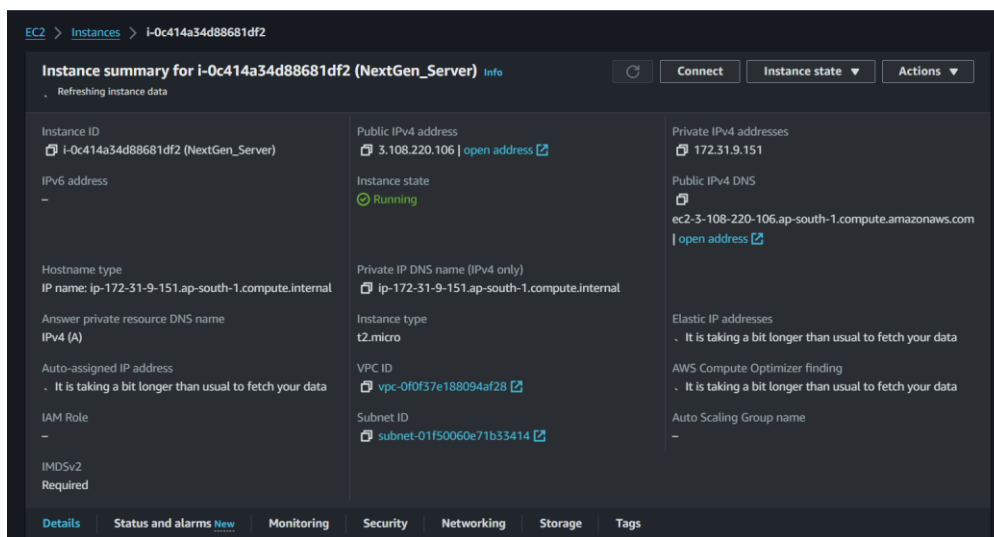 EC2 > Instances > i-0c414a34d88681df2
Instance summary for i-0c414a34d88681df2 (NextGen_Server) Info
Connect
Instance state
Actions
Refreshing instance data
Instance ID
i-0c414a34d88681df2 (NextGen_Server)
Public IPv4 address
3.108.220.106 | open address
Private IPv4 addresses
172.31.9.151
IPv6 address
–
Instance state
Running
Public IPv4 DNS
ec2-3-108-220-106.ap-south-1.compute.amazonaws.com
| open address
Hostname type
IP name: ip-172-31-9-151.ap-south-1.compute.internal
Private IP DNS name (IPv4 only)
ip-172-31-9-151.ap-south-1.compute.internal
Answer private resource DNS name
IPv4 (A)
Instance type
t2.micro
Elastic IP addresses
It is taking a bit longer than usual to fetch your data
Auto-assigned IP address
It is taking a bit longer than usual to fetch your data
VPC ID
vpc-0f0f37e188094af28
AWS Compute Optimizer finding
It is taking a bit longer than usual to fetch your data
IAM Role
–
Subnet ID
subnet-01f50060e71b33414
Auto Scaling Group name
–
IMDSv2
Required
Details
Status and alarms New
Monitoring
Security
Networking
Storage
Tags